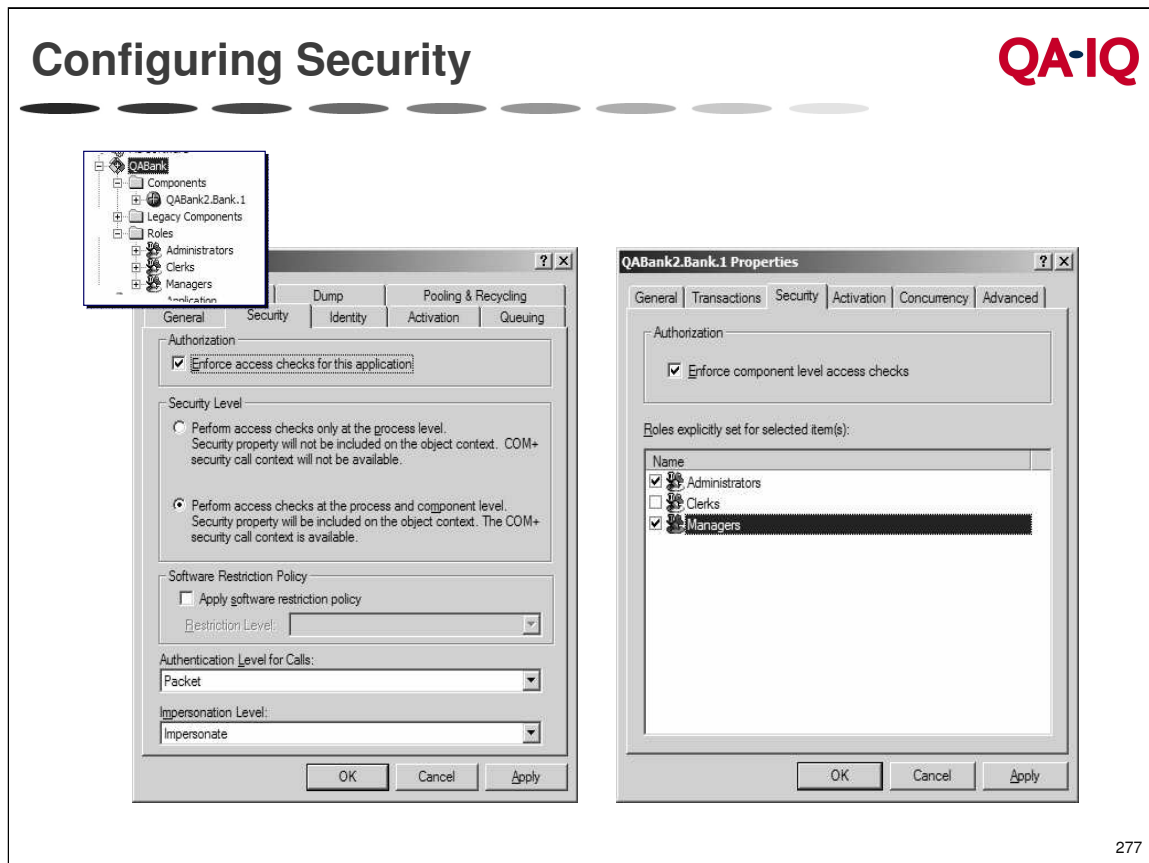 Configuring Security
QA-IQ
QABank
Components
QABank2.Bank.1
Legacy Components
Roles
Administrators
Clerks
Managers
Application
Dump
Pooling & Recycling
General
Security
Identity
Activation
Queuing
Authorization
Enforce access checks for this application
Security Level
Perform access checks only at the process level.
Security property will not be included on the object context. COM+
security call context will not be available.
Perform access checks at the process and component level.
Security property will be included on the object context. The COM+
security call context is available.
Software Restriction Policy
Apply software restriction policy
Restriction Level:
Authentication Level for Calls:
Packet
Impersonation Level:
Impersonate
OK
Cancel
Apply
QABank2.Bank.1 Properties
General
Transactions
Security
Activation
Concurrency
Advanced
Authorization
Enforce component level access checks
Roles explicitly set for selected item(s):
Name
Administrators
Clerks
Managers
OK
Cancel
Apply
277